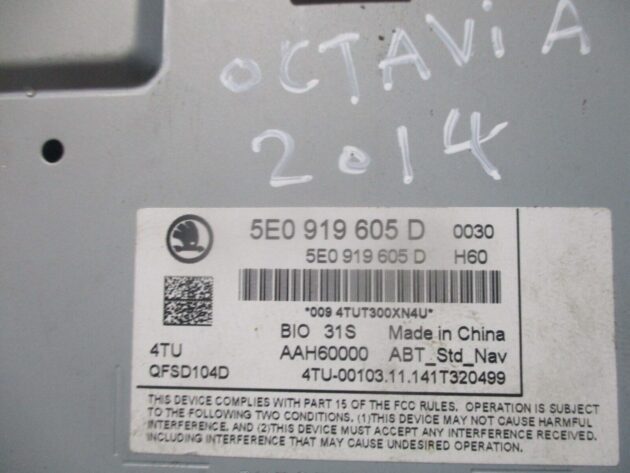 OCTAViA
2014
5E0 919 605 D 0030
5E0 919 605 D H60
*009 4TUT300XN4U*
BIO 31S Made in China
4TU AAH60000 ABT_Std_Nav
QFSD104D 4TU-00103.11.141T320499
THIS DEVICE COMPLIES WITH PART 15 OF THE FCC RULES. OPERATION IS SUBJECT
TO THE FOLLOWING TWO CONDITIONS, (1)THIS DEVICE MAY NOT CAUSE HARMFUL
INTERFERENCE, AND (2)THIS DEVICE MUST ACCEPT ANY INTERFERENCE RECEIVED.
INCLUDING INTERFERENCE THAT MAY CAUSE UNDESIRED OPERATION.